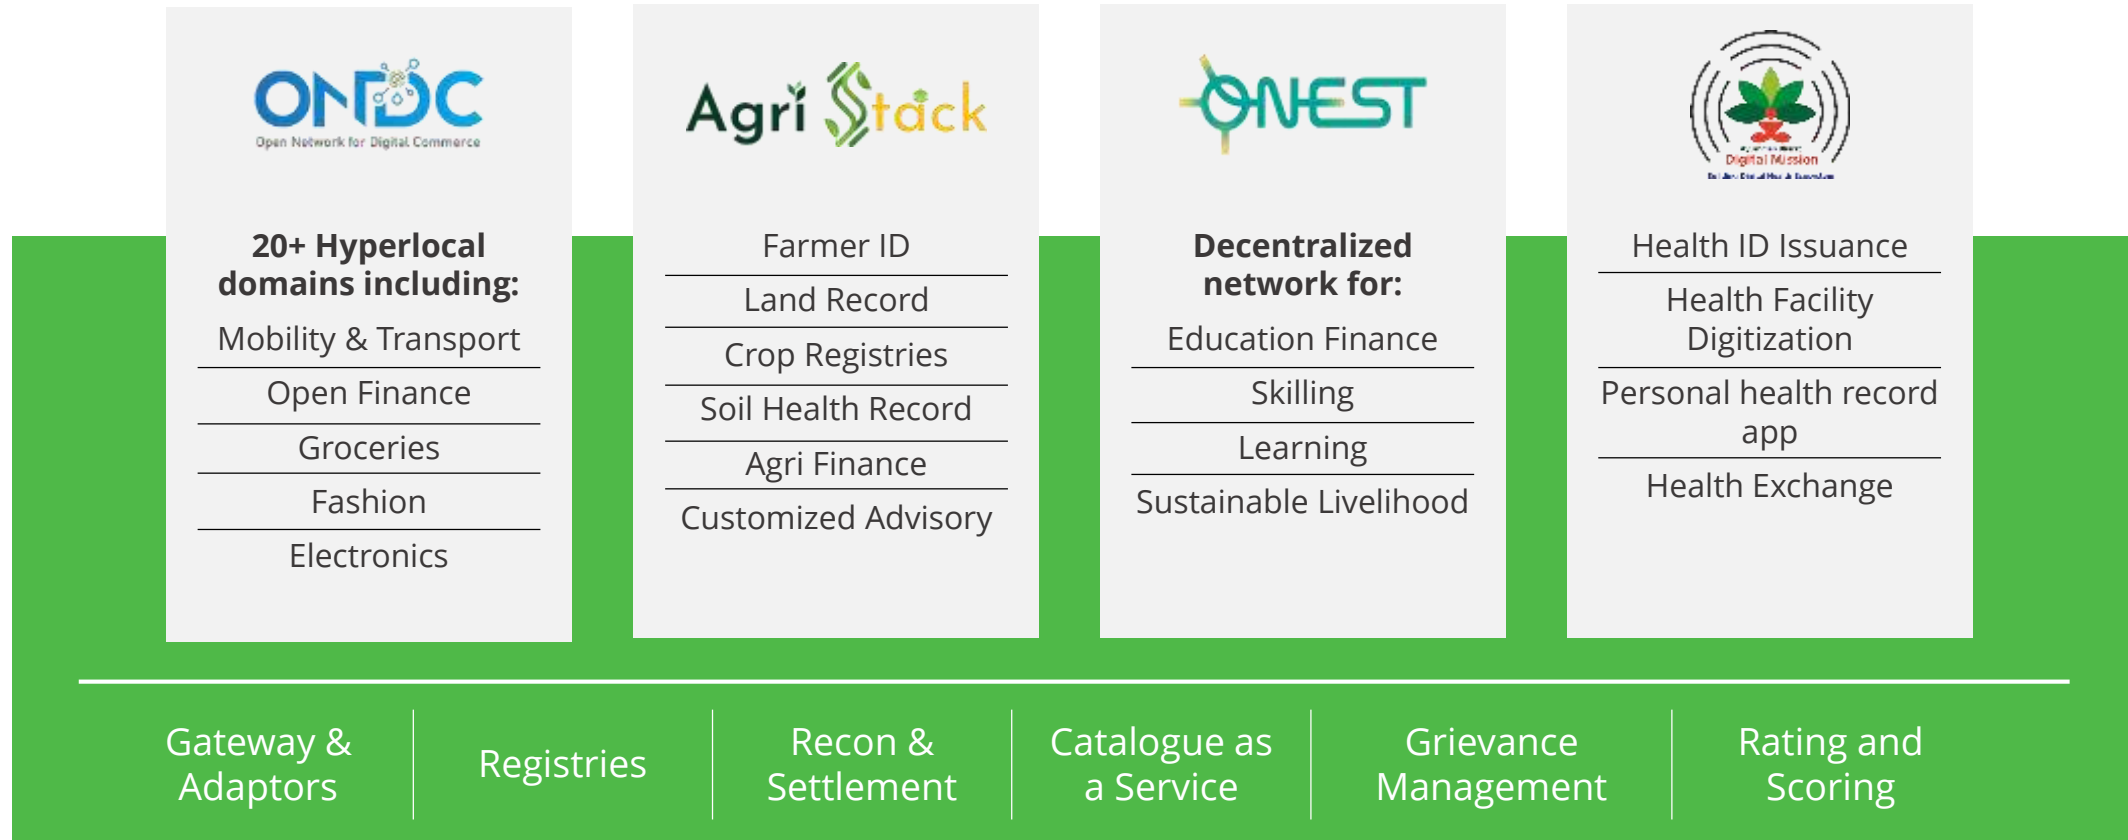 ONDC
Open Network for Digital Commerce
20+ Hyperlocal
domains including:
Mobility & Transport
Open Finance
Groceries
Fashion
Electronics
Agri Stack
Farmer ID
Land Record
Crop Registries
Soil Health Record
Agri Finance
Customized Advisory
ONEST
Decentralized
network for:
Education Finance
Skilling
Learning
Sustainable Livelihood
Digital Mission
Health ID Issuance
Health Facility
Digitization
Personal health record
app
Health Exchange
Gateway &
Adaptors
Registries
Recon &
Settlement
Catalogue as
a Service
Grievance
Management
Rating and
Scoring